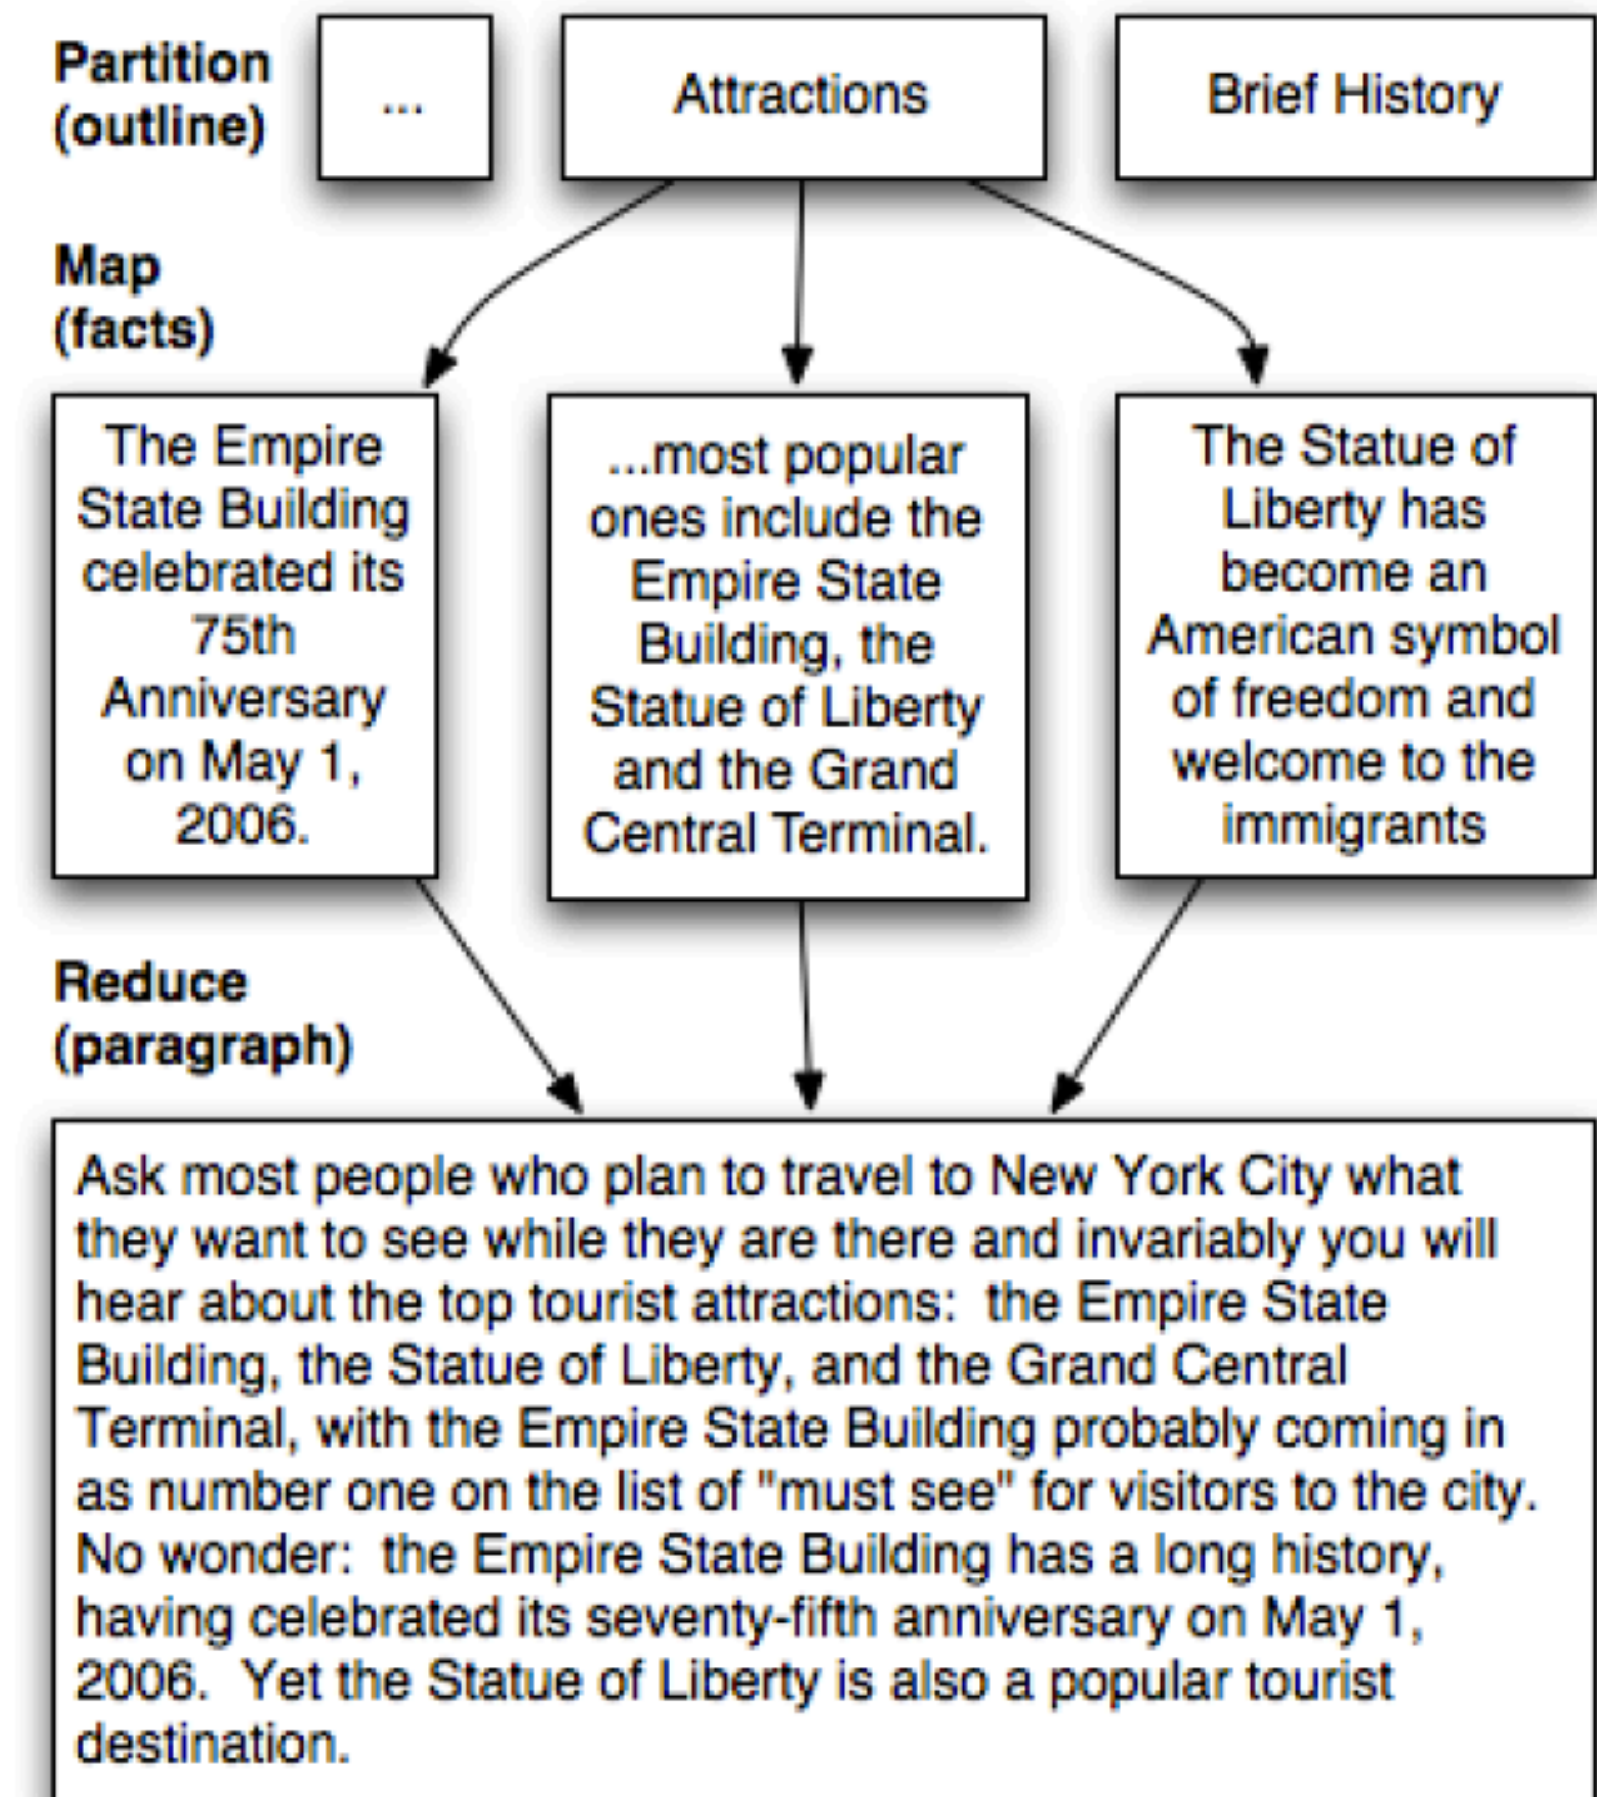 Partition
(outline)
...
Attractions
Brief History
Map
(facts)
The Empire
State Building
celebrated its
75th
Anniversary
on May 1,
2006.
...most popular
ones include the
Empire State
Building, the
Statue of Liberty
and the Grand
Central Terminal.
The Statue of
Liberty has
become an
American symbol
of freedom and
welcome to the
immigrants
Reduce
(paragraph)
Ask most people who plan to travel to New York City what
they want to see while they are there and invariably you will
hear about the top tourist attractions:  the Empire State
Building, the Statue of Liberty, and the Grand Central
Terminal, with the Empire State Building probably coming in
as number one on the list of "must see" for visitors to the city.
No wonder:  the Empire State Building has a long history,
having celebrated its seventy-fifth anniversary on May 1,
2006.  Yet the Statue of Liberty is also a popular tourist
destination.